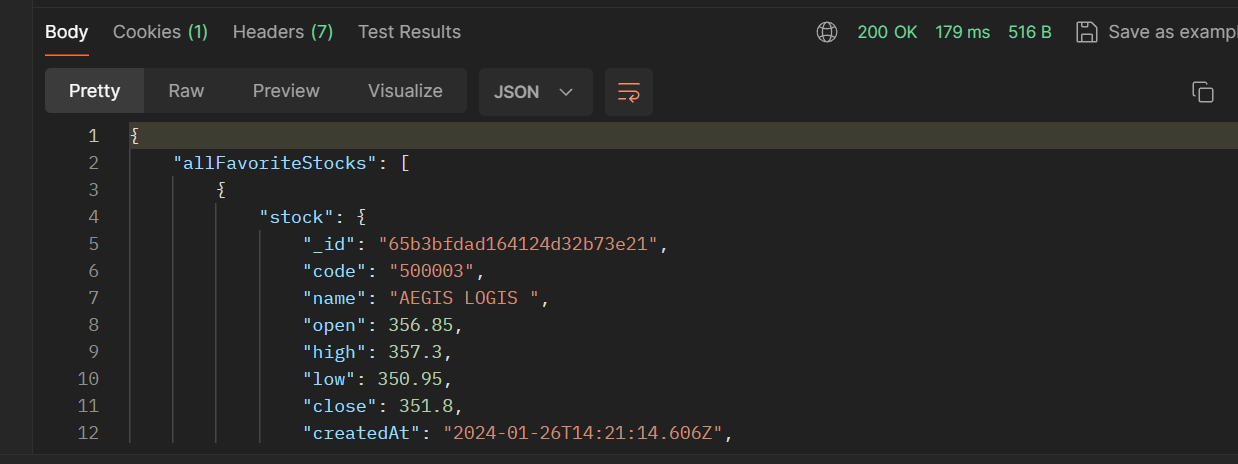 Body Cookies (1) Headers (7) Test Results 200 OK 179 ms 516 B Save as exampl
Pretty Raw Preview Visualize JSON
1 {
2 "allFavoriteStocks": [
3 {
4 "stock": {
5 "_id": "65b3bfdad164124d32b73e21",
6 "code": "500003",
7 "name": "AEGIS LOGIS ",
8 "open": 356.85,
9 "high": 357.3,
10 "low": 350.95,
11 "close": 351.8,
12 "createdAt": "2024-01-26T14:21:14.606Z",